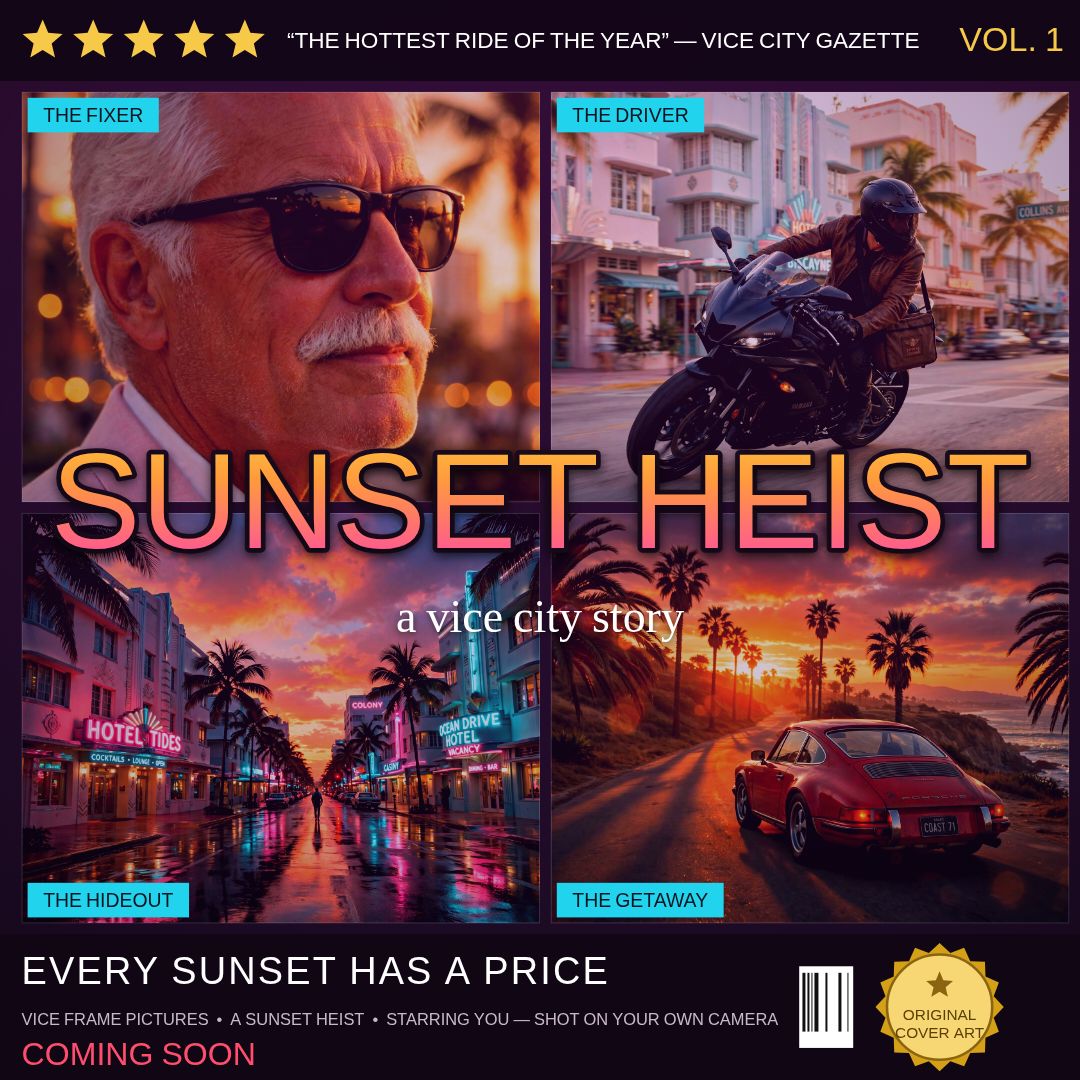 “THE HOTTEST RIDE OF THE YEAR” — VICE CITY GAZETTE
VOL. 1
THE FIXER
THE DRIVER
COLLINS AV
BISCAYNE
SUNSET HEIST
a vice city story
COLONY
HOTEL TIDES
COCKTAILS • LOUNGE • OPEN
OCEAN DRIVE
HOTEL
VACANCY
DINING • BAR
PORSCHE
COAST 71
THE HIDEOUT
THE GETAWAY
EVERY SUNSET HAS A PRICE
VICE FRAME PICTURES • A SUNSET HEIST • STARRING YOU — SHOT ON YOUR OWN CAMERA
COMING SOON
ORIGINAL
COVER ART